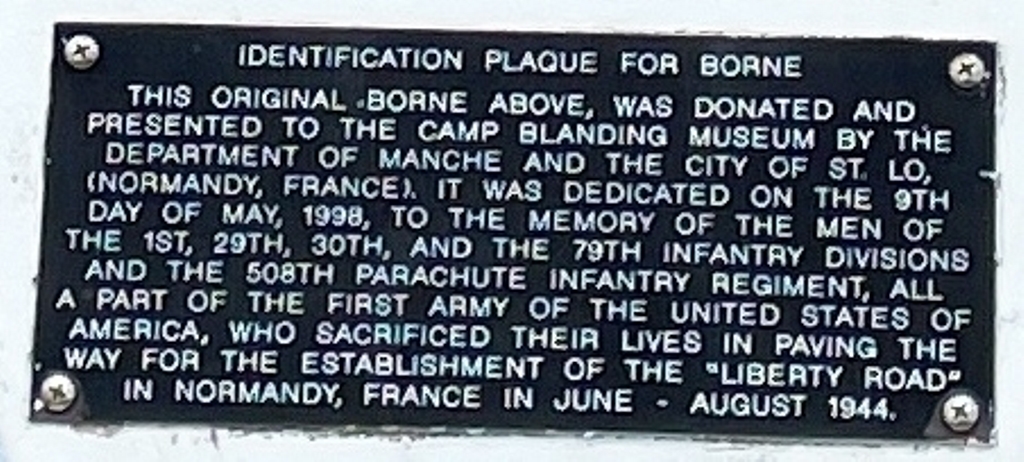 IDENTIFICATION PLAQUE FOR BORNE
THIS ORIGINAL BORNE ABOVE, WAS DONATED AND
PRESENTED TO THE CAMP BLANDING MUSEUM BY THE
DEPARTMENT OF MANCHE AND THE CITY OF ST. LO,
(NORMANDY, FRANCE). IT WAS DEDICATED ON THE 9TH
DAY OF MAY, 1998, TO THE MEMORY OF THE MEN OF
THE 1ST, 29TH, 30TH, AND THE 79TH INFANTRY DIVISIONS
AND THE 508TH PARACHUTE INFANTRY REGIMENT, ALL
A PART OF THE FIRST ARMY OF THE UNITED STATES OF
AMERICA, WHO SACRIFICED THEIR LIVES IN PAVING THE
WAY FOR THE ESTABLISHMENT OF THE "LIBERTY ROAD"
IN NORMANDY, FRANCE IN JUNE - AUGUST 1944.